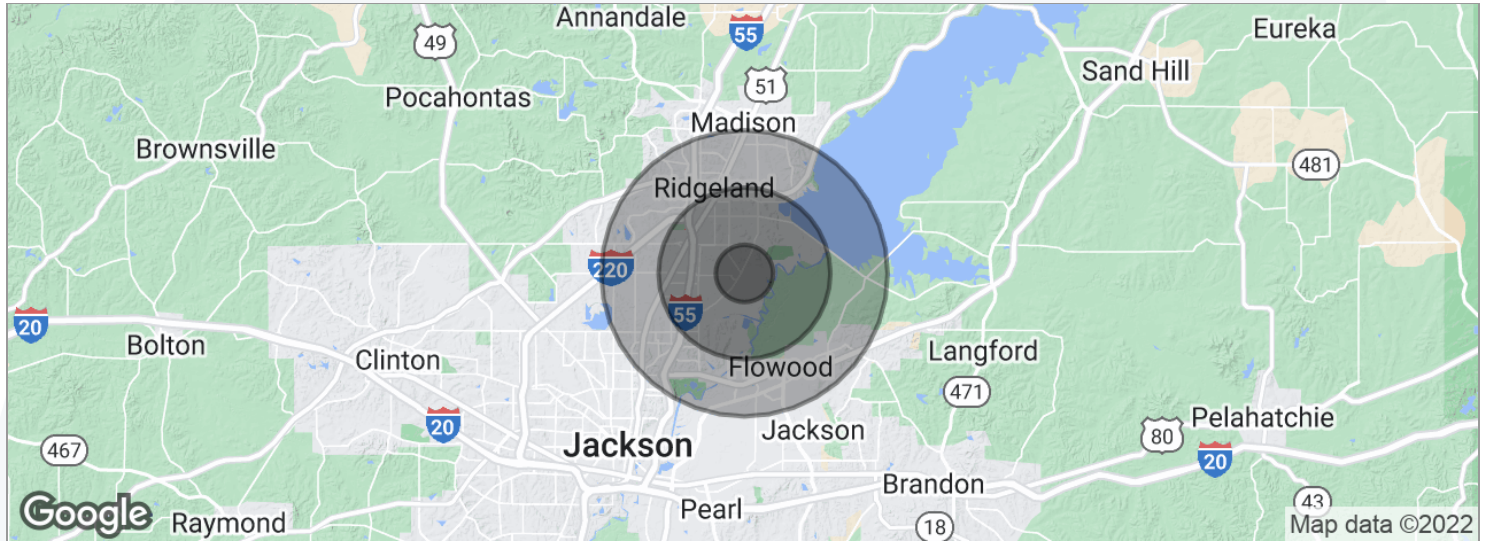 Annandale
55
Eureka
49
51
Sand Hill
Pocahontas
Madison
Brownsville
481
Ridgeland
220
55
20
Bolton
Clinton
Flowood
Langford
471
20
Jackson
Jackson
Pelahatchie
80
20
467
Brandon
Pearl
43
Google
Raymond
18
Map data ©2022